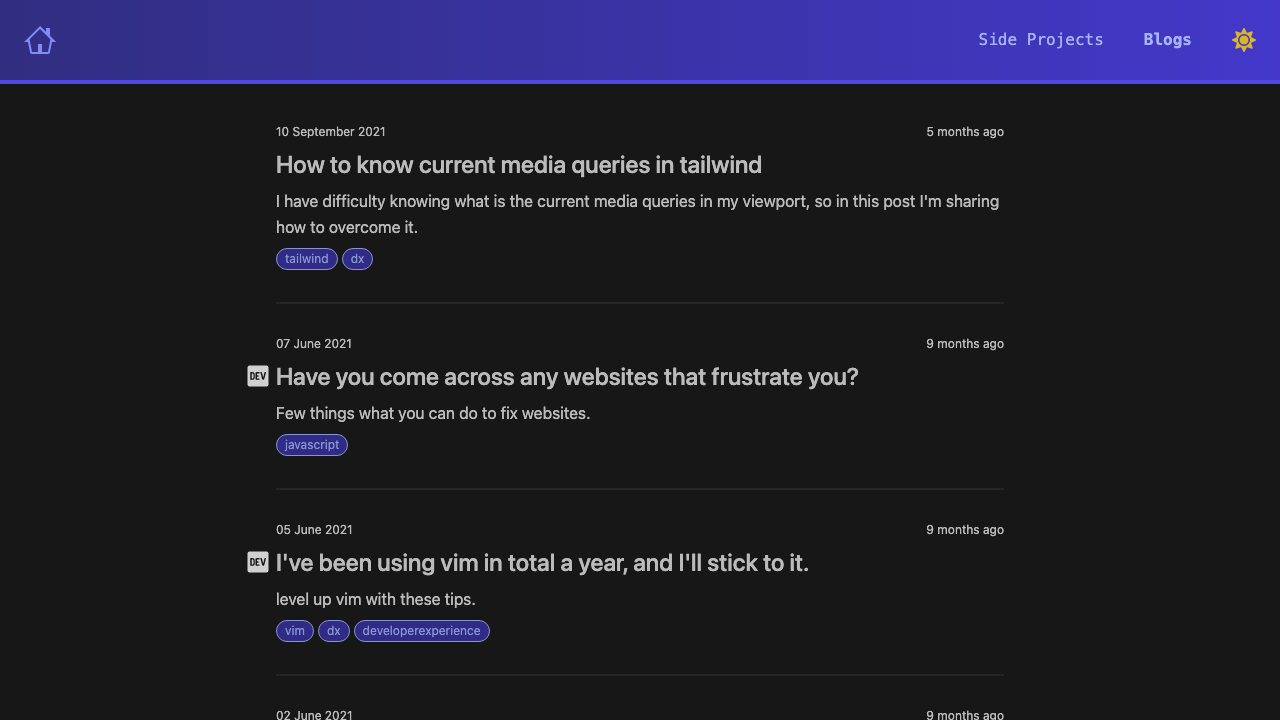 Side Projects
Blogs
10 September 2021
5 months ago
How to know current media queries in tailwind
I have difficulty knowing what is the current media queries in my viewport, so in this post I'm sharing
how to overcome it.
tailwind
dx
07 June 2021
9 months ago
DEV
Have you come across any websites that frustrate you?
Few things what you can do to fix websites.
javascript
05 June 2021
9 months ago
DEV
I've been using vim in total a year, and I'll stick to it.
level up vim with these tips.
vim
dx
developerexperience
02 June 2021
9 months ago